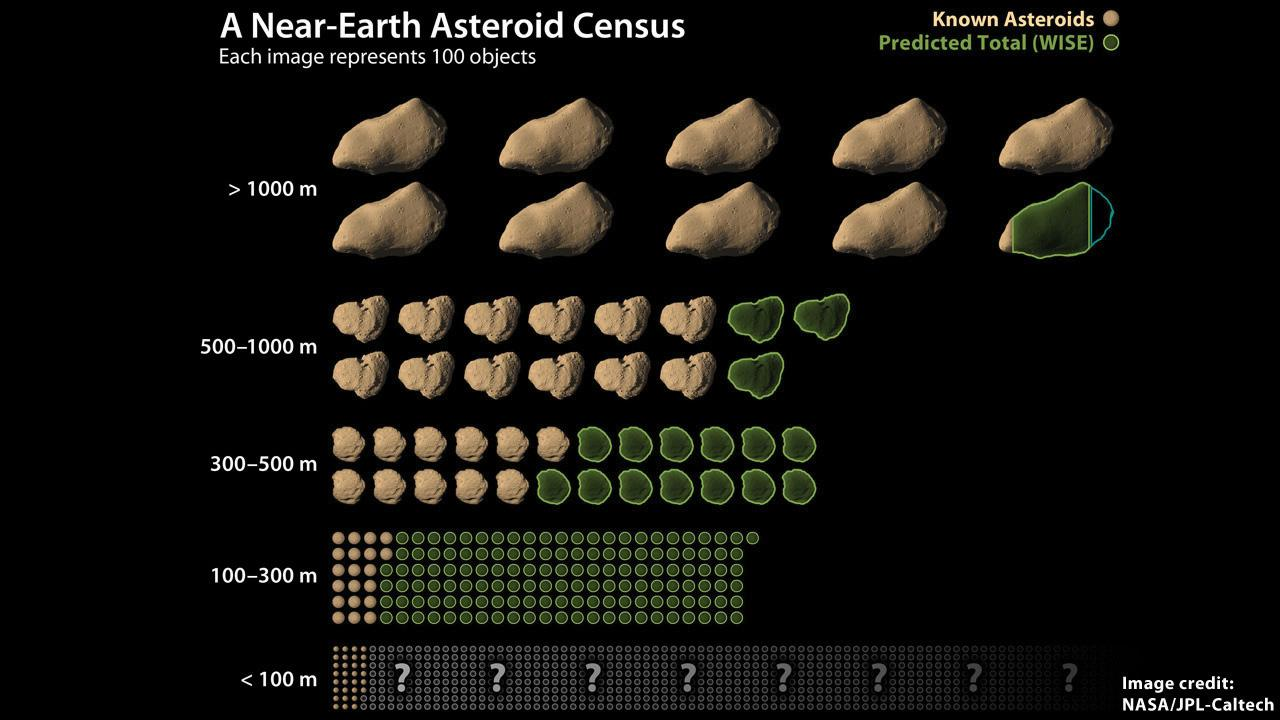 A Near-Earth Asteroid Census
Each image represents 100 objects
Known Asteroids
Predicted Total (WISE)
> 1000 m
500–1000 m
300–500 m
100–300 m
< 100 m
? ? ? ? ? ? ? ?
Image credit:
NASA/JPL-Caltech